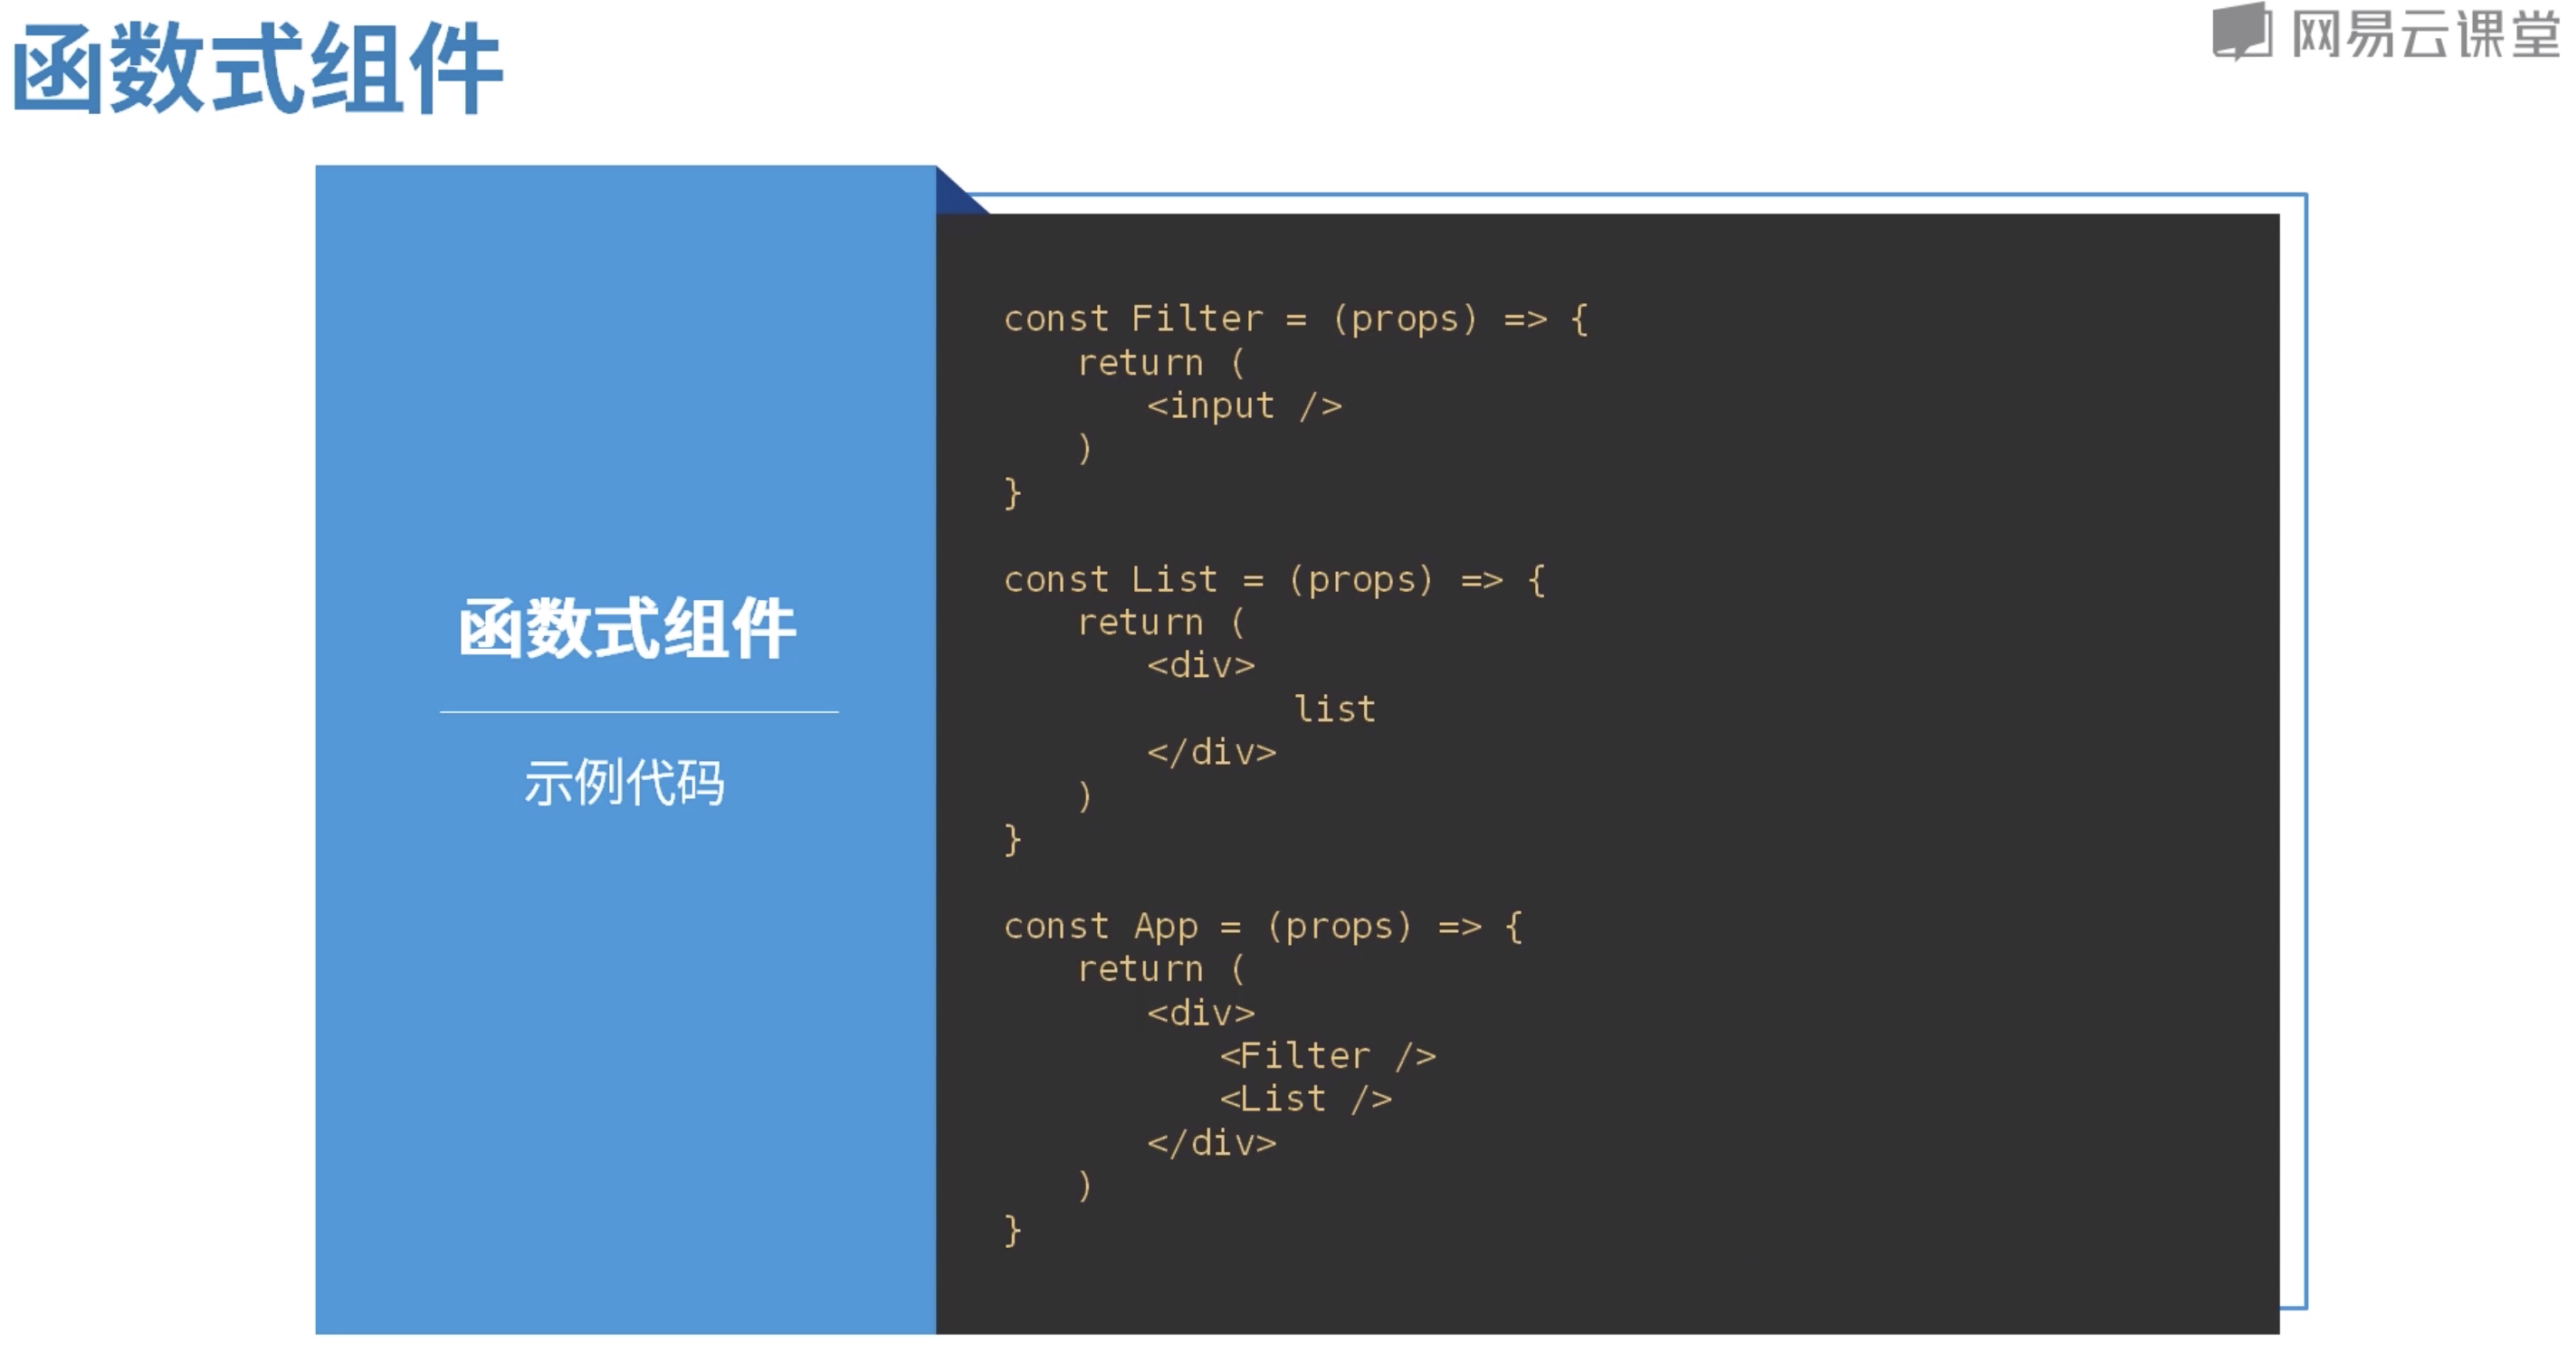 函数式组件
网易云课堂
函数式组件
示例代码
const Filter = (props) => {
    return (
        <input />
    )
}
const List = (props) => {
    return (
        <div>
                list
        </div>
    )
}
const App = (props) => {
    return (
        <div>
            <Filter />
            <List />
        </div>
    )
}